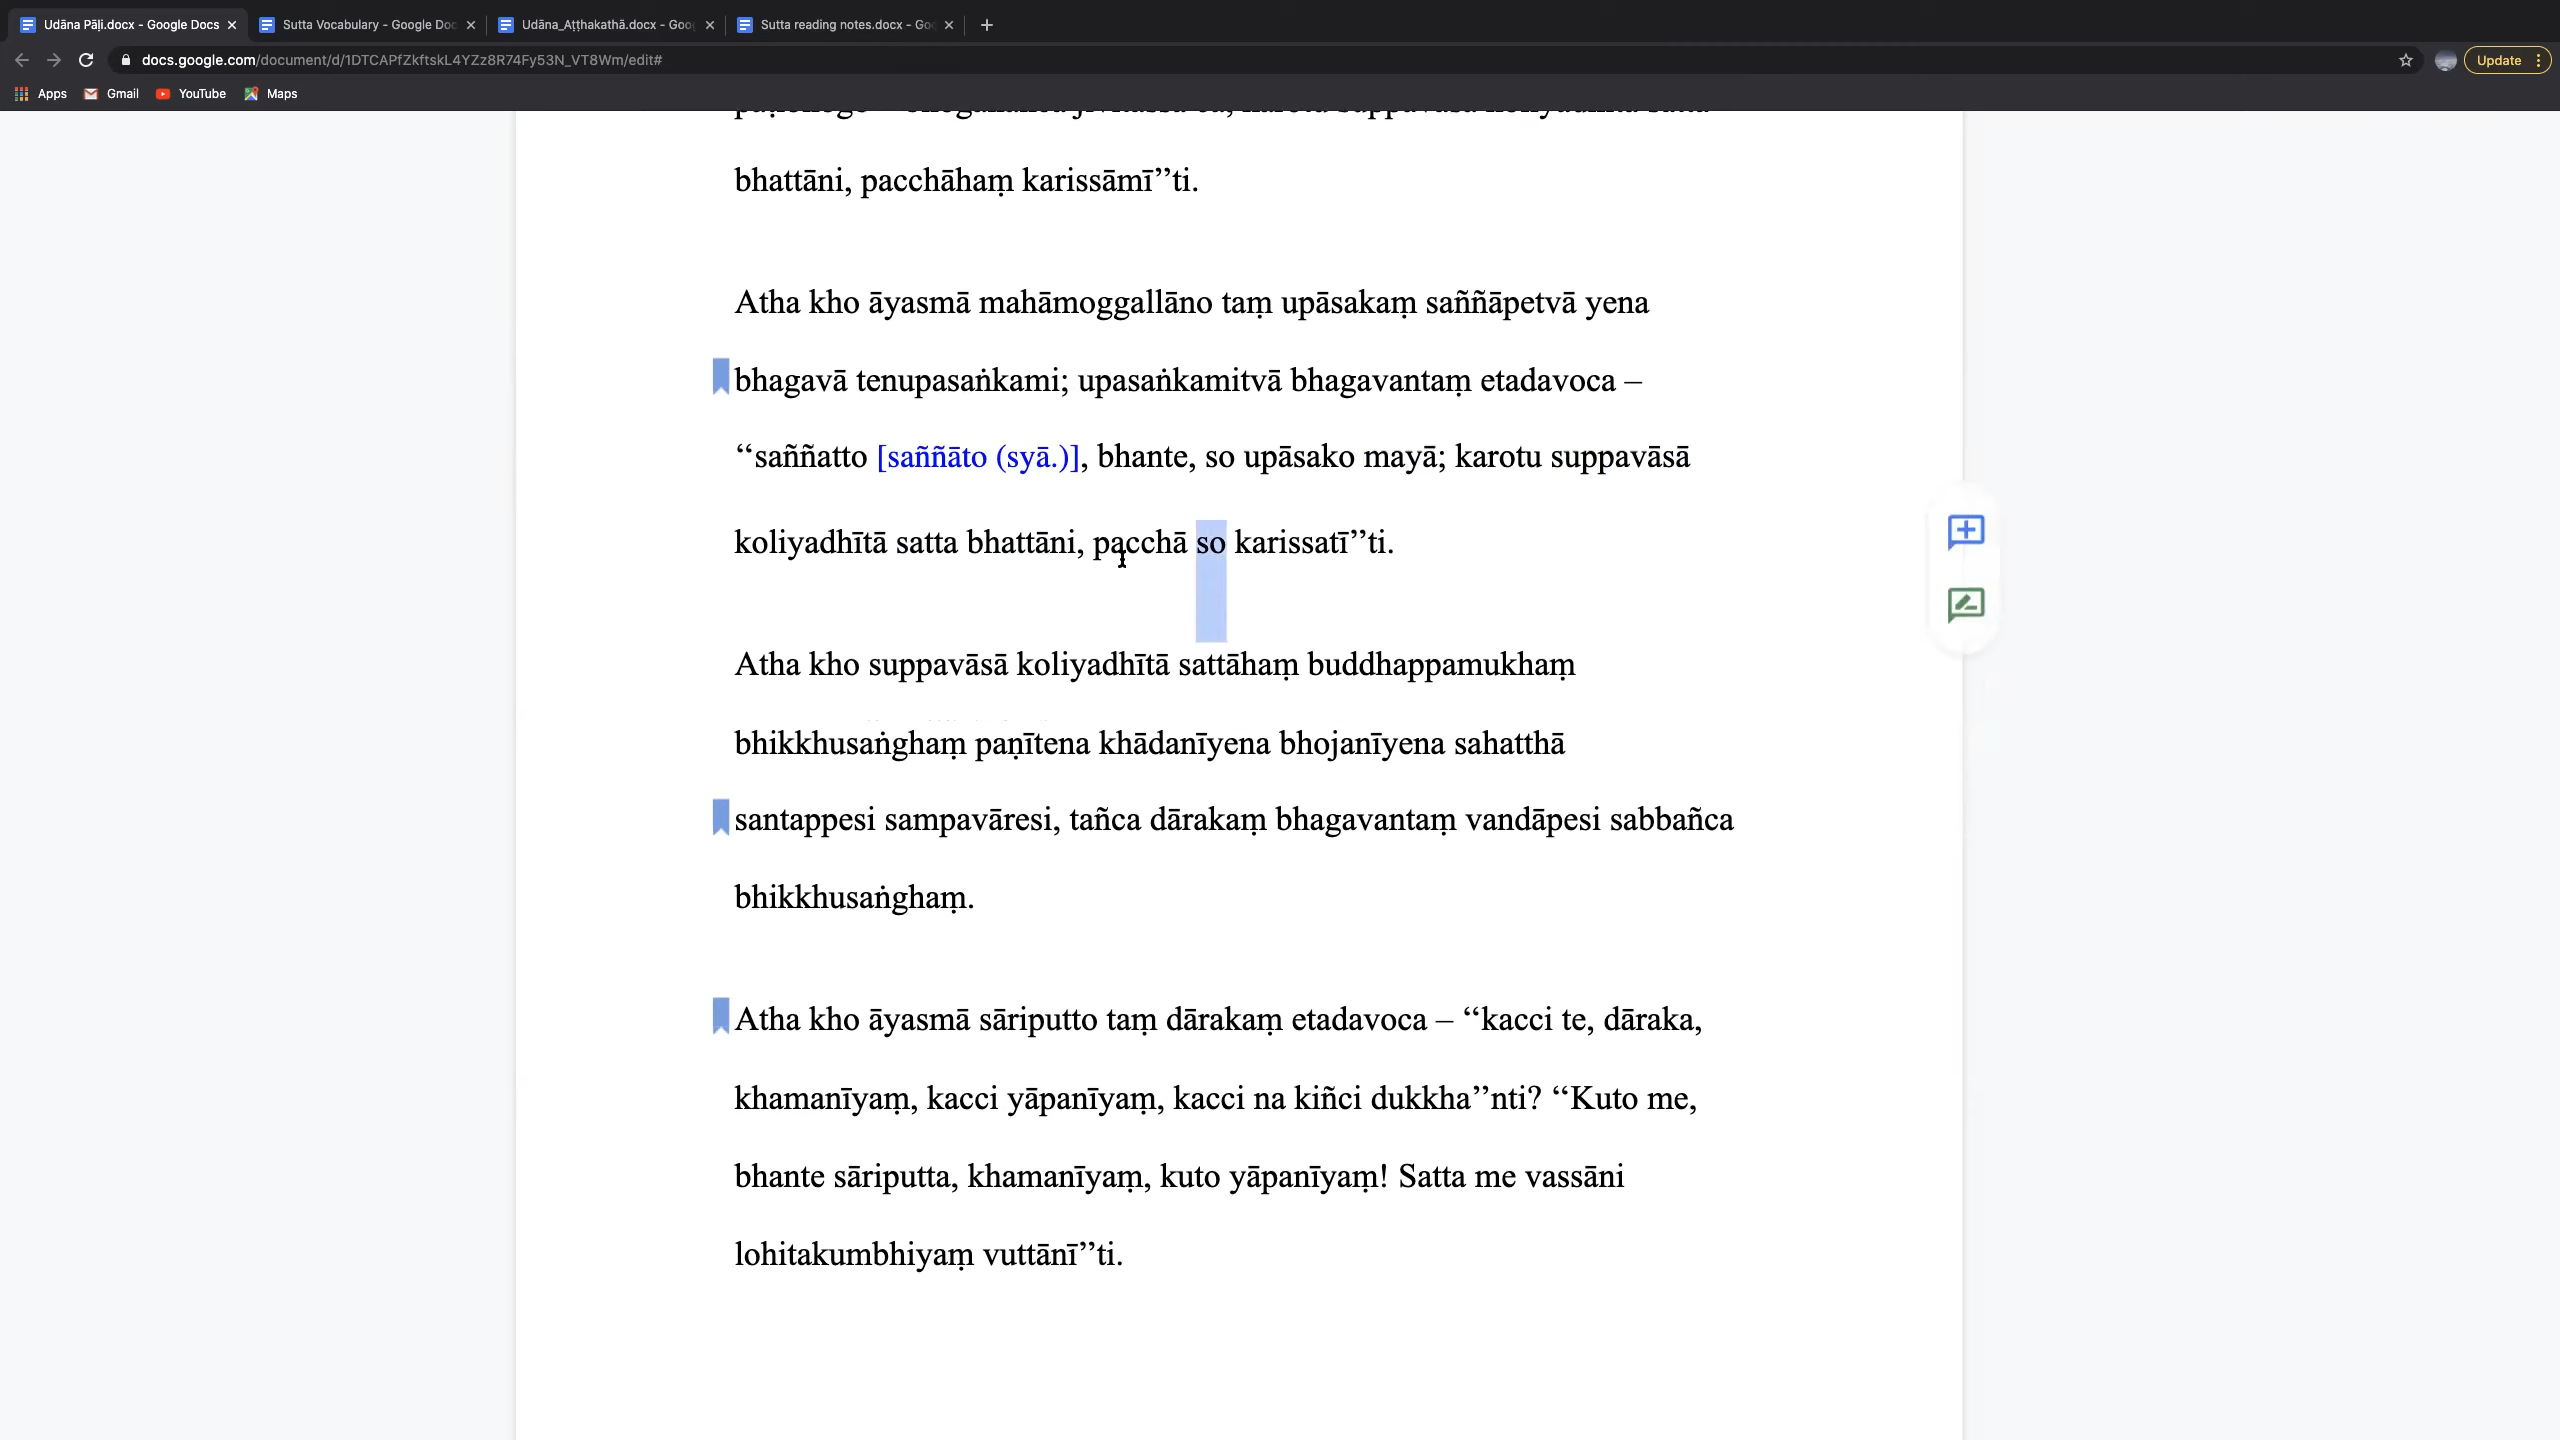 Udāna Pāḷi.docx - Google Docs
Sutta Vocabulary - Google Doc
Udāna_Aṭṭhakathā.docx - Goo
Sutta reading notes.docx - Go
docs.google.com/document/d/1DTCAPfZkftskL4YZz8R74Fy53N_VT8Wm/edit#
Update
Apps Gmail YouTube Maps
bhattāni, pacchāhaṃ karissāmī’’ti.
Atha kho āyasmā mahāmoggallāno taṃ upāsakaṃ saññāpetvā yena
bhagavā tenupasaṅkami; upasaṅkamitvā bhagavantaṃ etadavoca –
‘‘saññatto [saññāto (syā.)], bhante, so upāsako mayā; karotu suppavāsā
koliyadhītā satta bhattāni, pacchā so karissatī’’ti.
Atha kho suppavāsā koliyadhītā sattāhaṃ buddhappamukhaṃ
bhikkhusaṅghaṃ paṇītena khādanīyena bhojanīyena sahatthā
santappesi sampavāresi, tañca dārakaṃ bhagavantaṃ vandāpesi sabbañca
bhikkhusaṅghaṃ.
Atha kho āyasmā sāriputto taṃ dārakaṃ etadavoca – ‘‘kacci te, dāraka,
khamanīyaṃ, kacci yāpanīyaṃ, kacci na kiñci dukkha’’nti? ‘‘Kuto me,
bhante sāriputta, khamanīyaṃ, kuto yāpanīyaṃ! Satta me vassāni
lohitakumbhiyaṃ vuttānī’’ti.